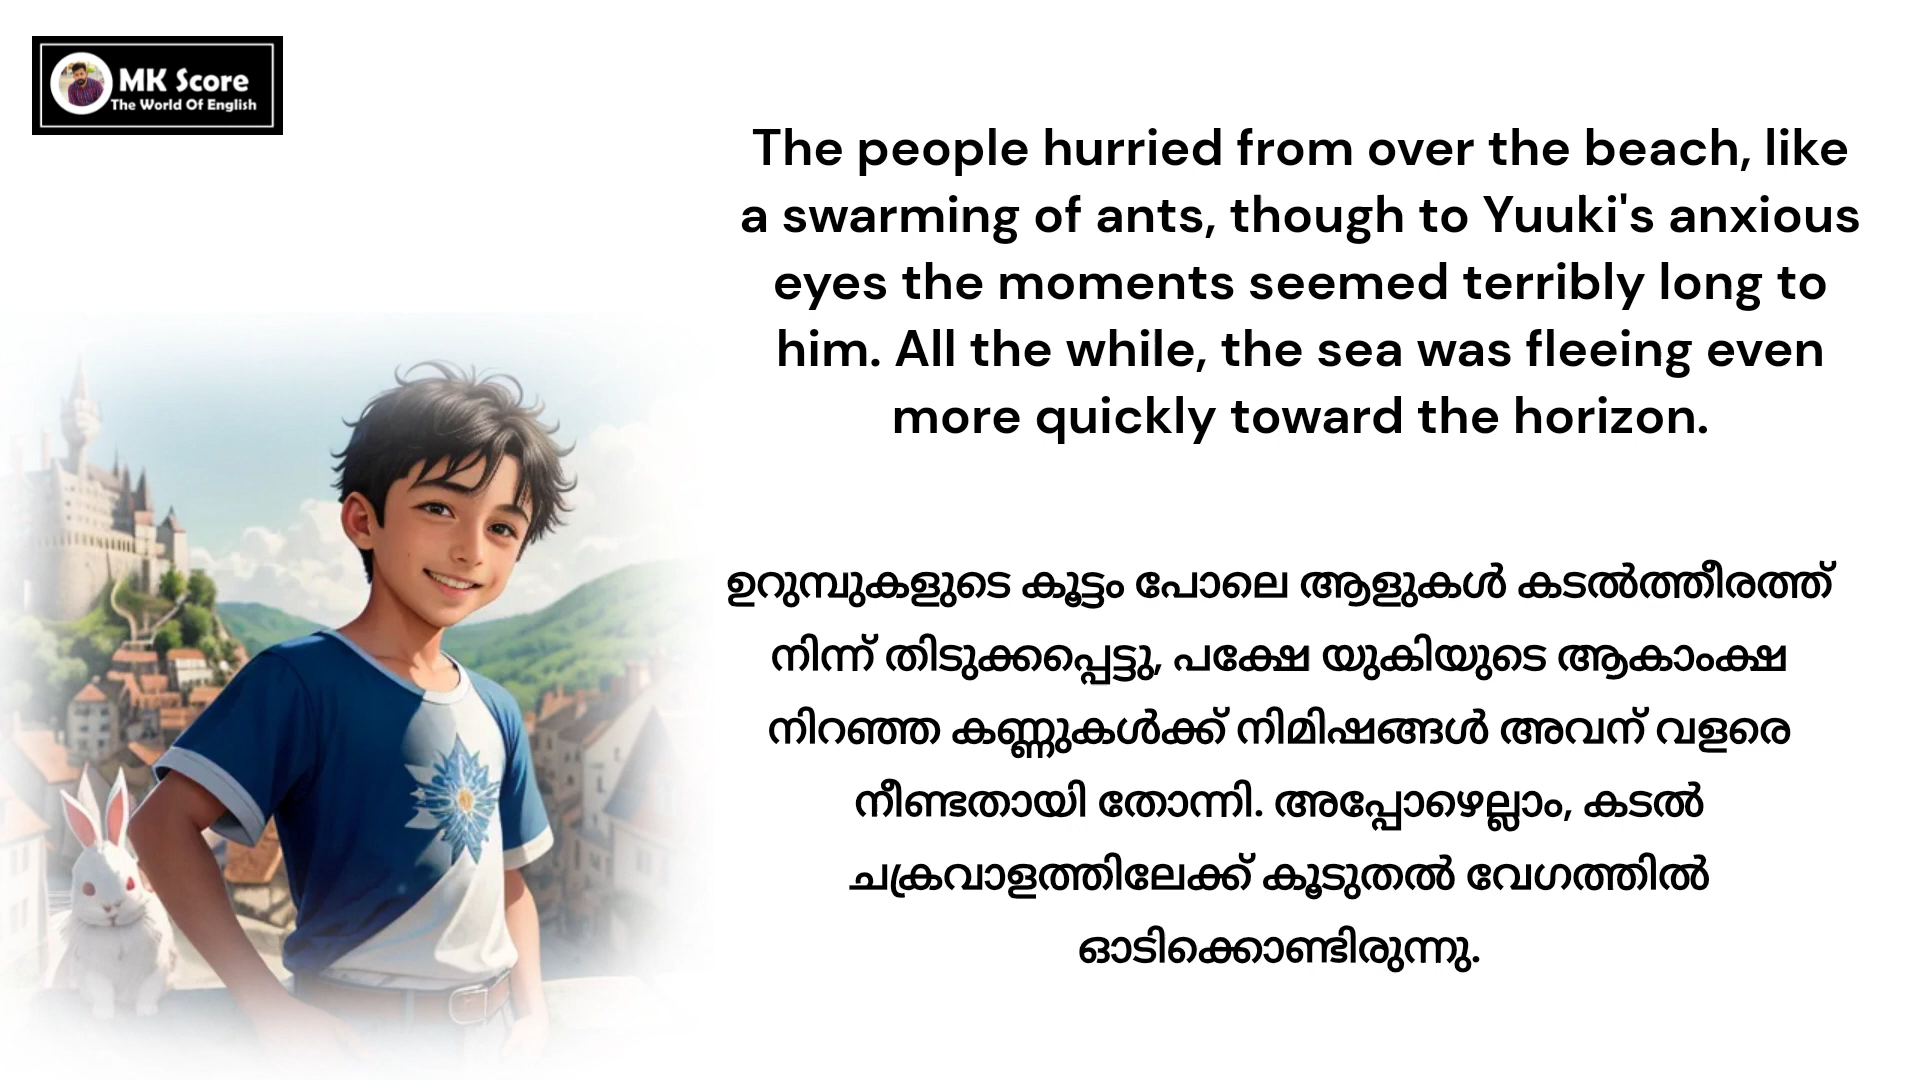 MK Score
The World Of English
The people hurried from over the beach, like
a swarming of ants, though to Yuuki's anxious
eyes the moments seemed terribly long to
him. All the while, the sea was fleeing even
more quickly toward the horizon.
ഉറുമ്പുകളുടെ കൂട്ടം പോലെ ആളുകൾ കടൽത്തീരത്ത്
നിന്ന് തിടുക്കപ്പെട്ടു, പക്ഷേ യുകിയുടെ ആകാംക്ഷ
നിറഞ്ഞ കണ്ണുകൾക്ക് നിമിഷങ്ങൾ അവന് വളരെ
നീണ്ടതായി തോന്നി. അപ്പോഴെല്ലാം, കടൽ
ചക്രവാളത്തിലേക്ക് കൂടുതൽ വേഗത്തിൽ
ഓടിക്കൊണ്ടിരുന്നു.